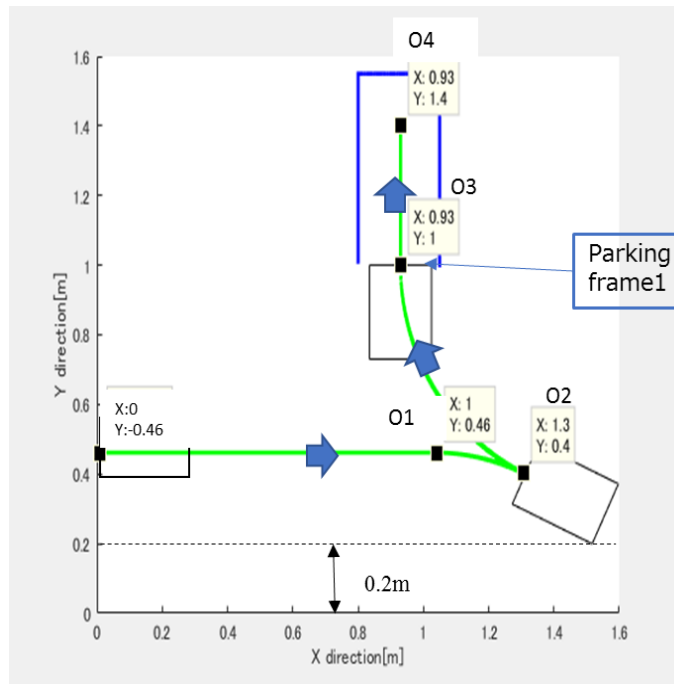 O4
1.6
X: 0.93
Y: 1.4
1.4
1.2
O3
X: 0.93
Y: 1
1
Parking
frame1
0.8
Y direction[m]
0.6
X:0
Y:-0.46
O1
X: 1
Y: 0.46
O2
X: 1.3
Y: 0.4
0.4
0.2
0.2m
0
0
0.2
0.4
0.6
0.8
1
1.2
1.4
1.6
X direction[m]